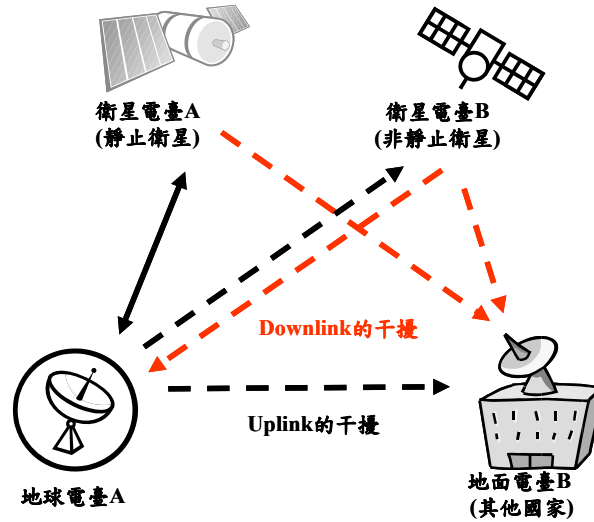 衛星電臺A
(靜止衛星)
衛星電臺B
(非靜止衛星)
Downlink的干擾
Uplink的干擾
地球電臺A
地面電臺B
(其他國家)